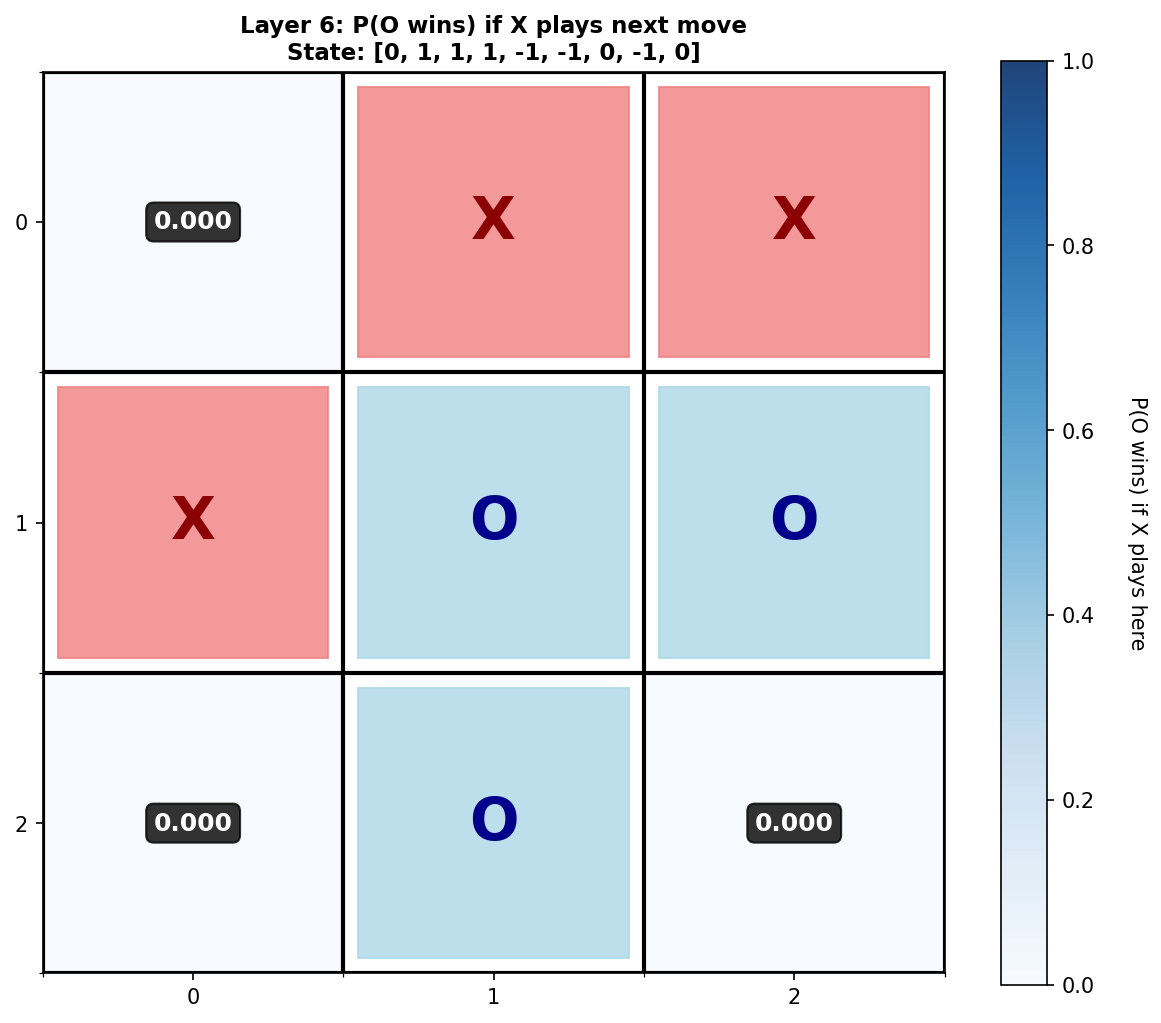 Layer 6: P(O wins) if X plays next move
State: [0, 1, 1, 1, -1, -1, 0, -1, 0]
0
0.000
X
X
1
X
O
O
2
0.000
O
0.000
0
1
2
1.0
0.8
0.6
0.4
0.2
0.0
P(O wins) if X plays here